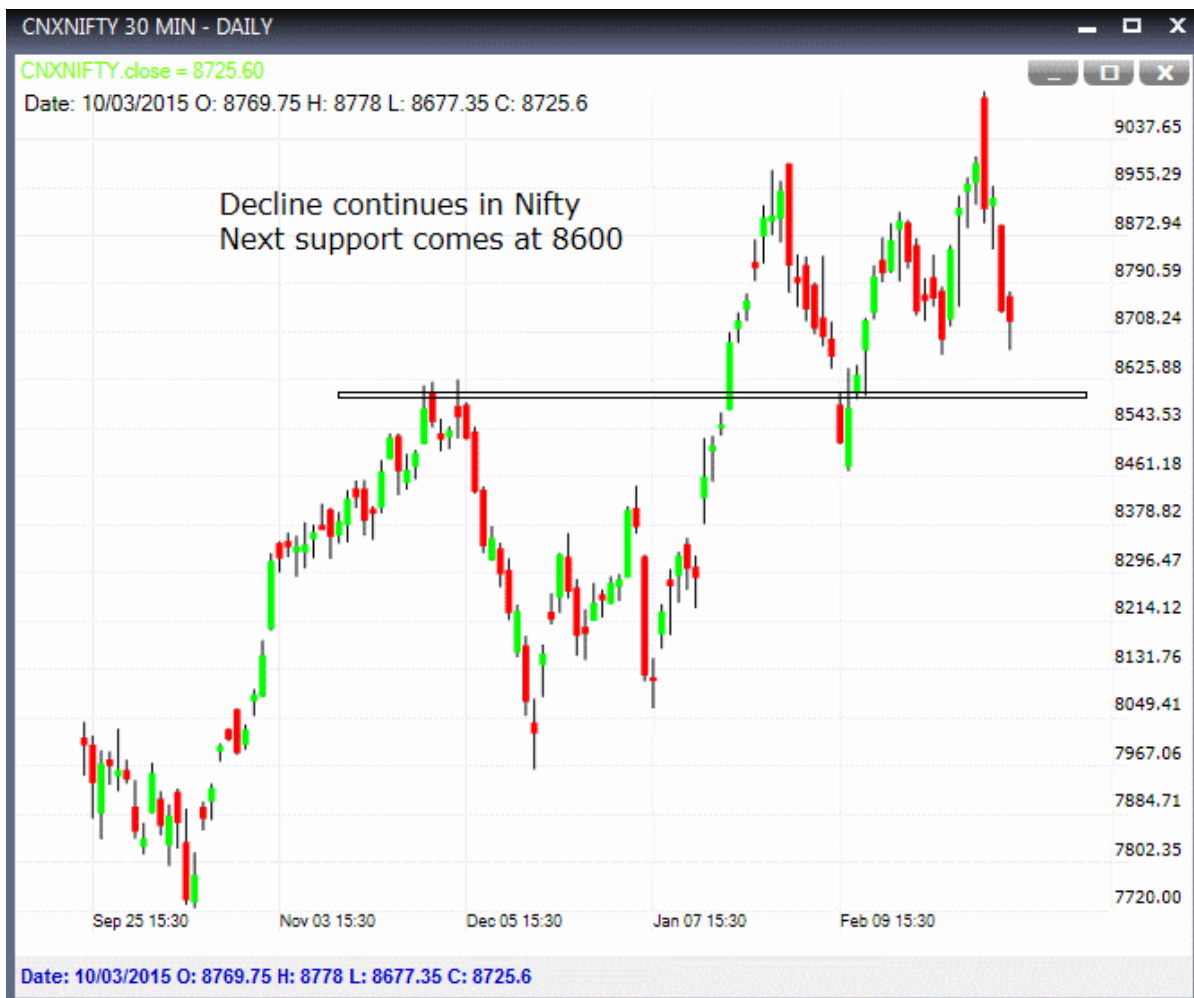 CNXNIFTY 30 MIN - DAILY
CNXNIFTY.close = 8725.60
Date: 10/03/2015 O: 8769.75 H: 8778 L: 8677.35 C: 8725.6
Decline continues in Nifty
Next support comes at 8600
9037.65
8955.29
8872.94
8790.59
8708.24
8625.88
8543.53
8461.18
8378.82
8296.47
8214.12
8131.76
8049.41
7967.06
7884.71
7802.35
7720.00
Sep 25 15:30 Nov 03 15:30 Dec 05 15:30 Jan 07 15:30 Feb 09 15:30
Date: 10/03/2015 O: 8769.75 H: 8778 L: 8677.35 C: 8725.6